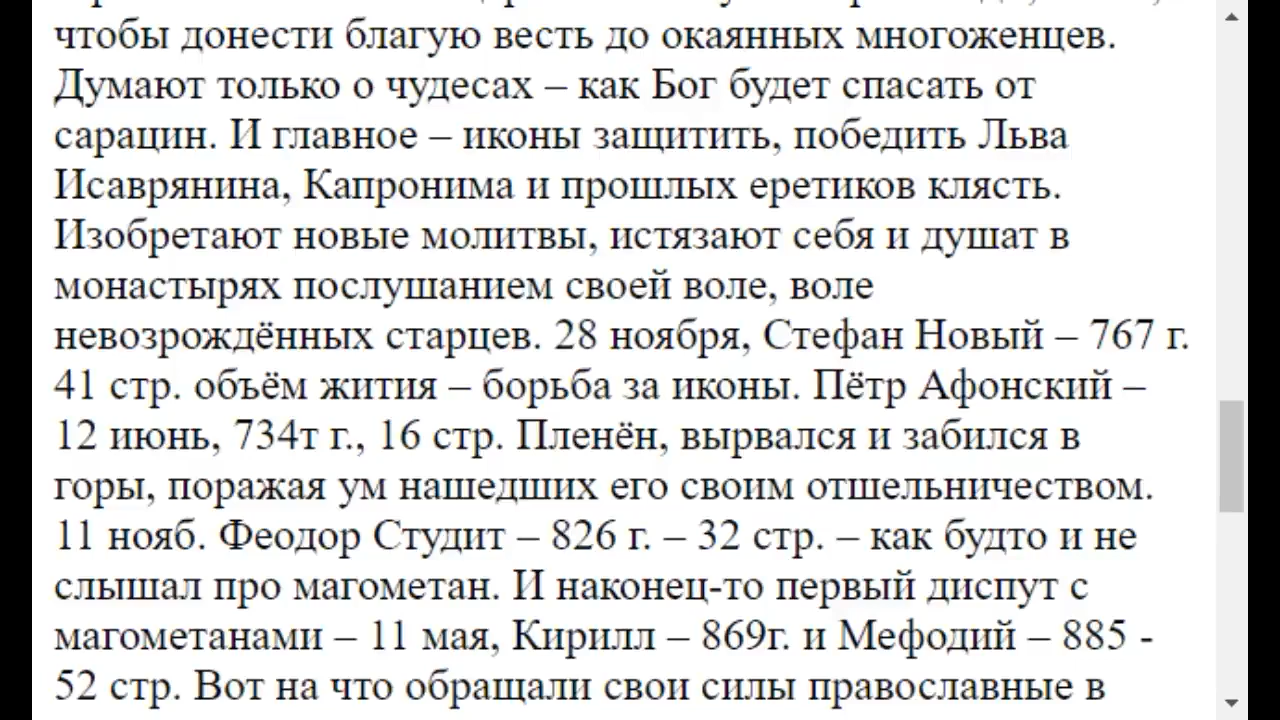 чтобы донести благую весть до окаянных многоженцев.
Думают только о чудесах – как Бог будет спасать от
сарацин. И главное – иконы защитить, победить Льва
Исаврянина, Капронима и прошлых еретиков клясть.
Изобретают новые молитвы, истязают себя и душат в
монастырях послушанием своей воле, воле
невозрождённых старцев. 28 ноября, Стефан Новый – 767 г.
41 стр. объём жития – борьба за иконы. Пётр Афонский –
12 июнь, 734т г., 16 стр. Пленён, вырвался и забился в
горы, поражая ум нашедших его своим отшельничеством.
11 нояб. Феодор Студит – 826 г. – 32 стр. – как будто и не
слышал про магометан. И наконец-то первый диспут с
магометанами – 11 мая, Кирилл – 869г. и Мефодий – 885 -
52 стр. Вот на что обращали свои силы православные в